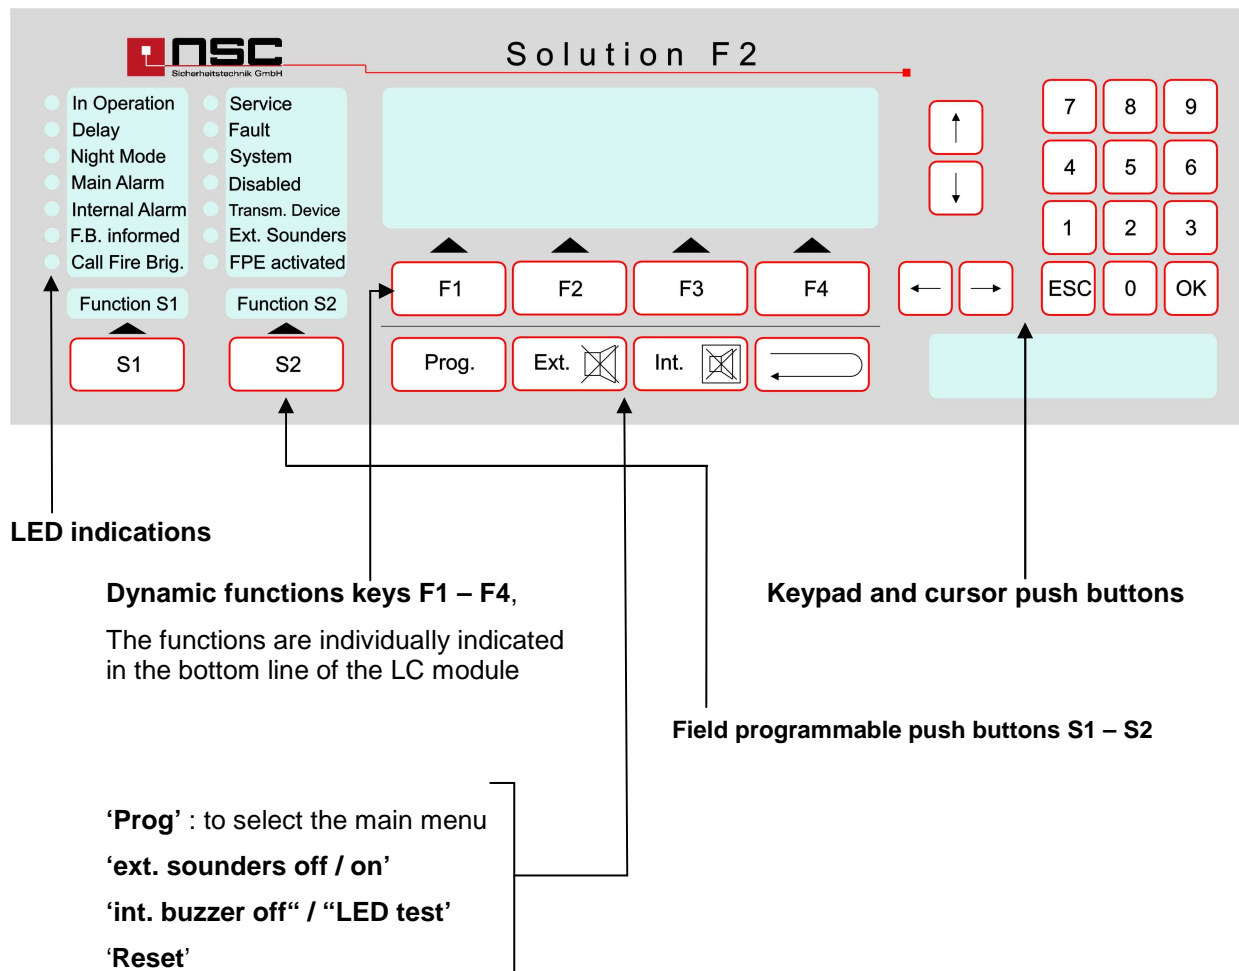 nsc
Sicherheitstechnik GmbH
Solution F2
In Operation
Delay
Night Mode
Main Alarm
Internal Alarm
F.B. informed
Call Fire Brig.
Service
Fault
System
Disabled
Transm. Device
Ext. Sounders
FPE activated
Function S1
Function S2
S1
S2
F1
F2
F3
F4
Prog.
Ext.
Int.
7 8 9
4 5 6
1 2 3
ESC 0 OK
LED indications
Dynamic functions keys F1 – F4,
The functions are individually indicated
in the bottom line of the LC module
Keypad and cursor push buttons
Field programmable push buttons S1 – S2
‘Prog’ : to select the main menu
‘ext. sounders off / on’
‘int. buzzer off“ / “LED test’
‘Reset’